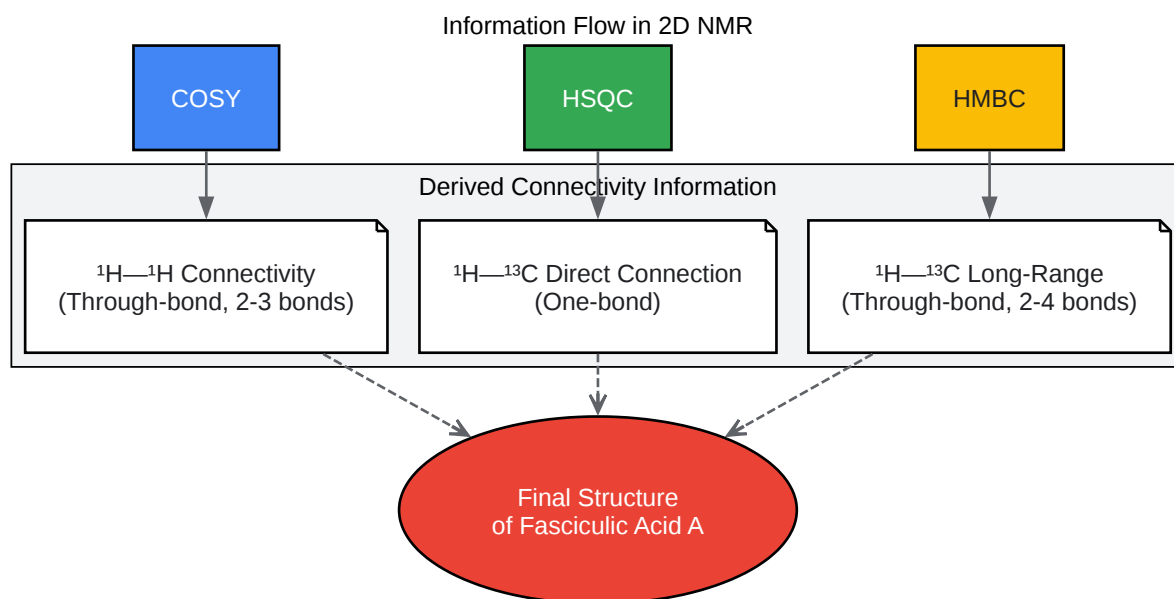 Information Flow in 2D NMR
COSY
HSQC
HMBC
Derived Connectivity Information
¹H—¹H Connectivity
(Through-bond, 2-3 bonds)
¹H—¹³C Direct Connection
(One-bond)
¹H—¹³C Long-Range
(Through-bond, 2-4 bonds)
Final Structure
of Fasciculic Acid A